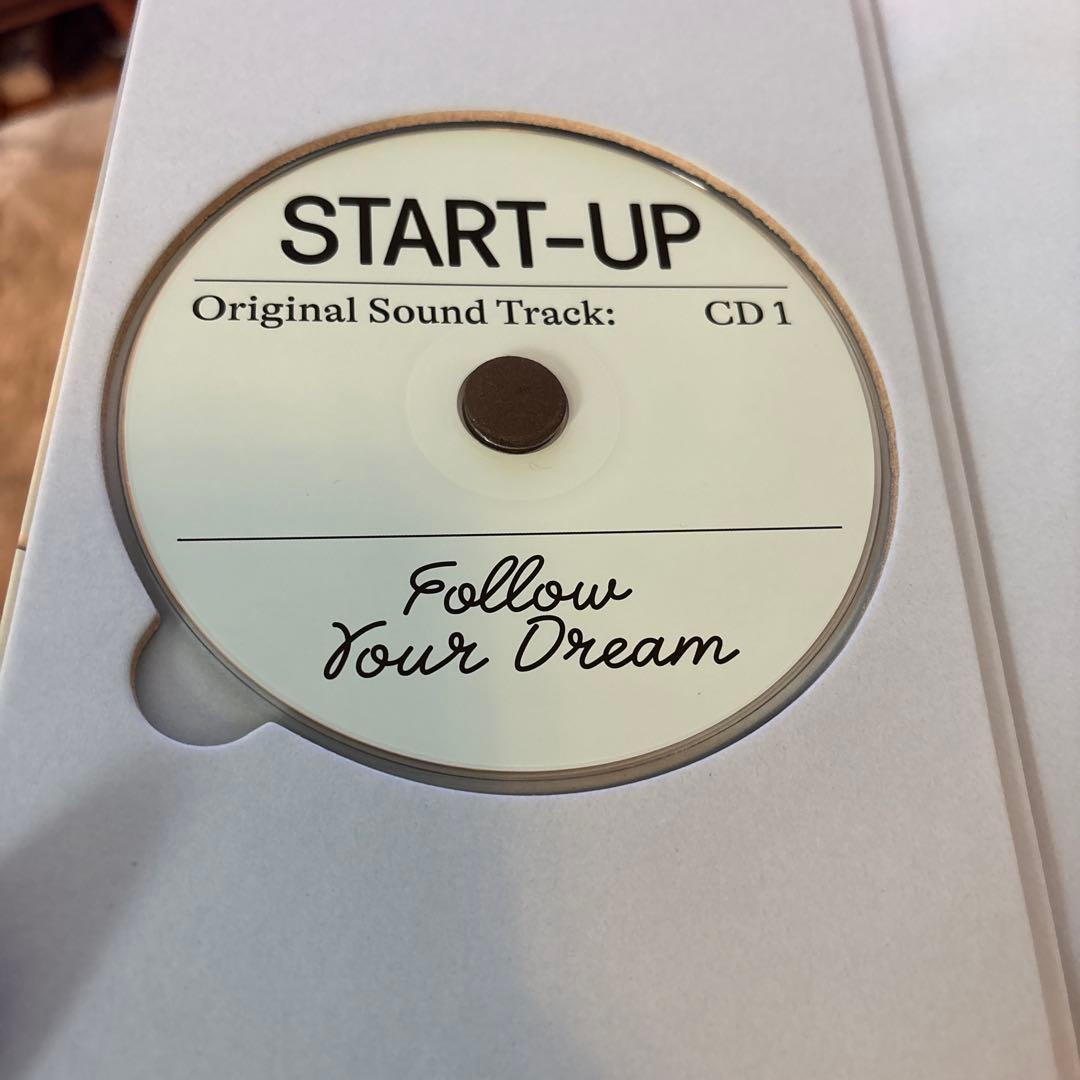 START-UP
Original Sound Track: CD 1
Follow
Your Dream